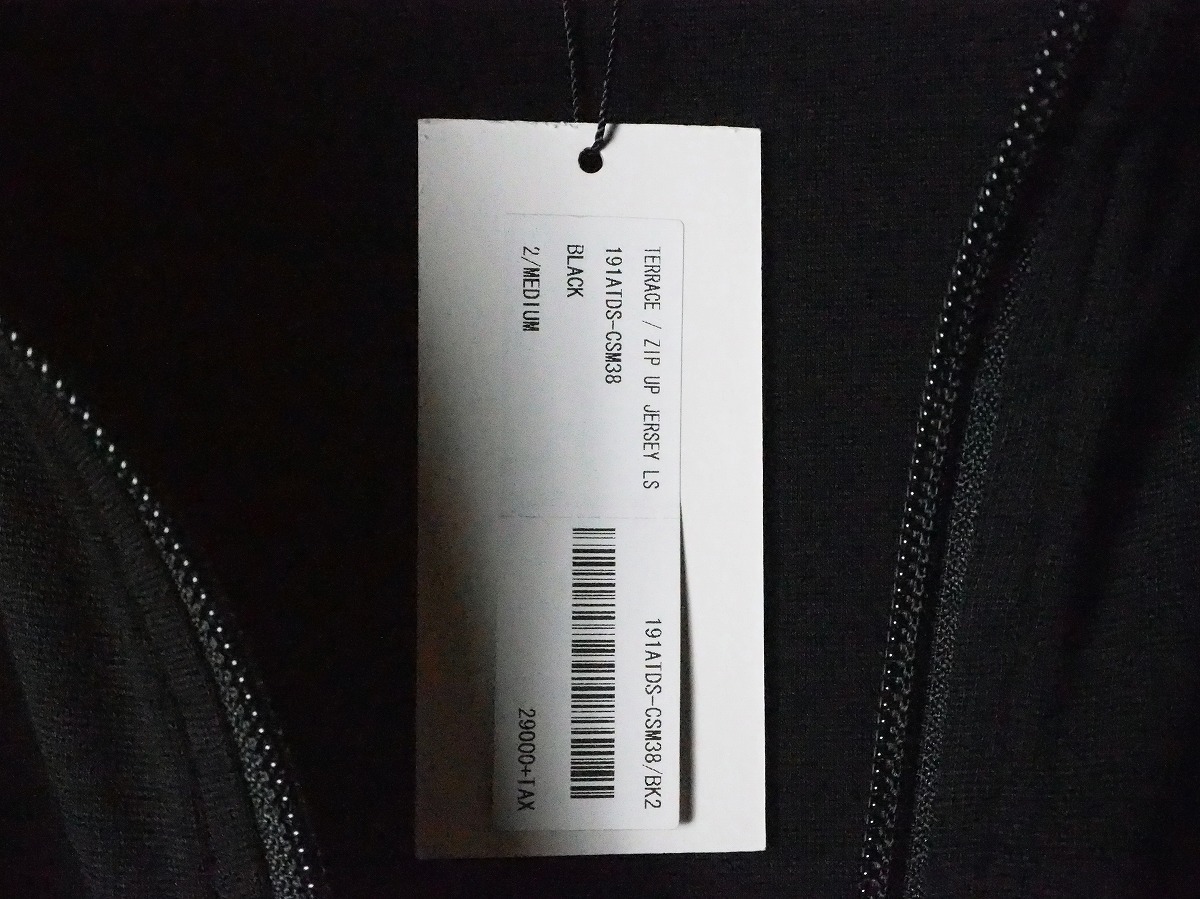 TERRACE / ZIP UP JERSEY LS
191ATDS-CSM38
BLACK
2/MEDIUM
191ATDS-CSM38/BK2
29000+TAX